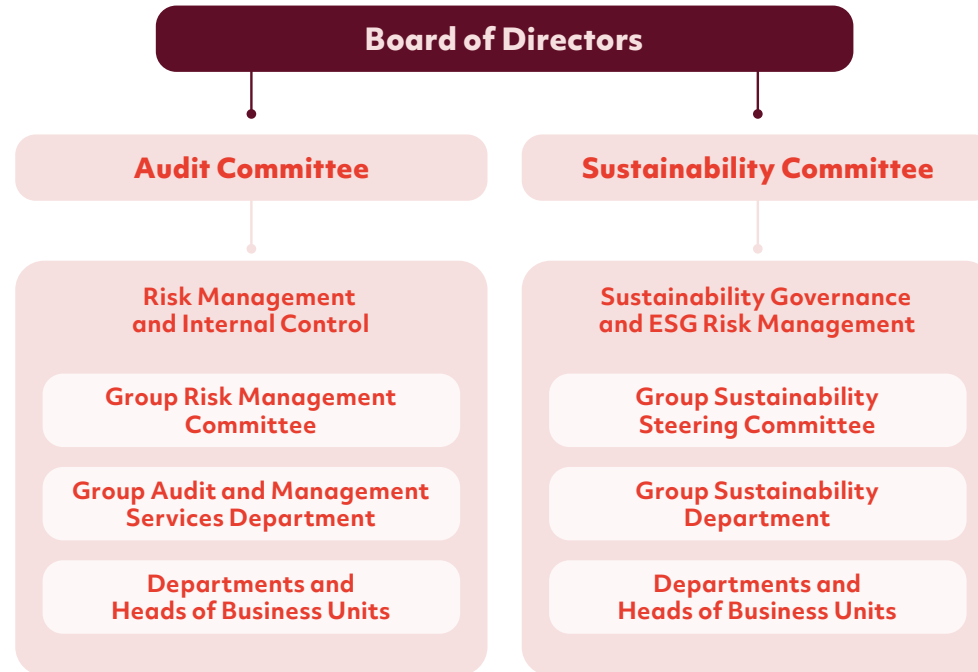 Board of Directors
Audit Committee
Risk Management
and Internal Control
Group Risk Management
Committee
Group Audit and Management
Services Department
Departments and
Heads of Business Units
Sustainability Committee
Sustainability Governance
and ESG Risk Management
Group Sustainability
Steering Committee
Group Sustainability
Department
Departments and
Heads of Business Units